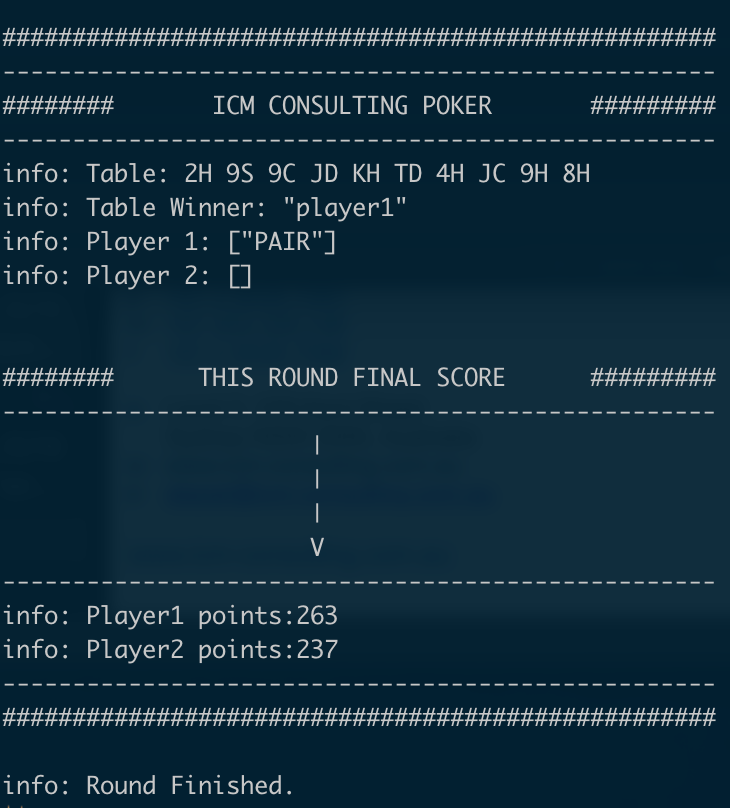 ###################################################
---------------------------------------------------
########       ICM CONSULTING POKER       #########
---------------------------------------------------
info: Table: 2H 9S 9C JD KH TD 4H JC 9H 8H
info: Table Winner: "player1"
info: Player 1: ["PAIR"]
info: Player 2: []
########      THIS ROUND FINAL SCORE      #########
---------------------------------------------------
|
|
|
V
---------------------------------------------------
info: Player1 points:263
info: Player2 points:237
---------------------------------------------------
###################################################
info: Round Finished.